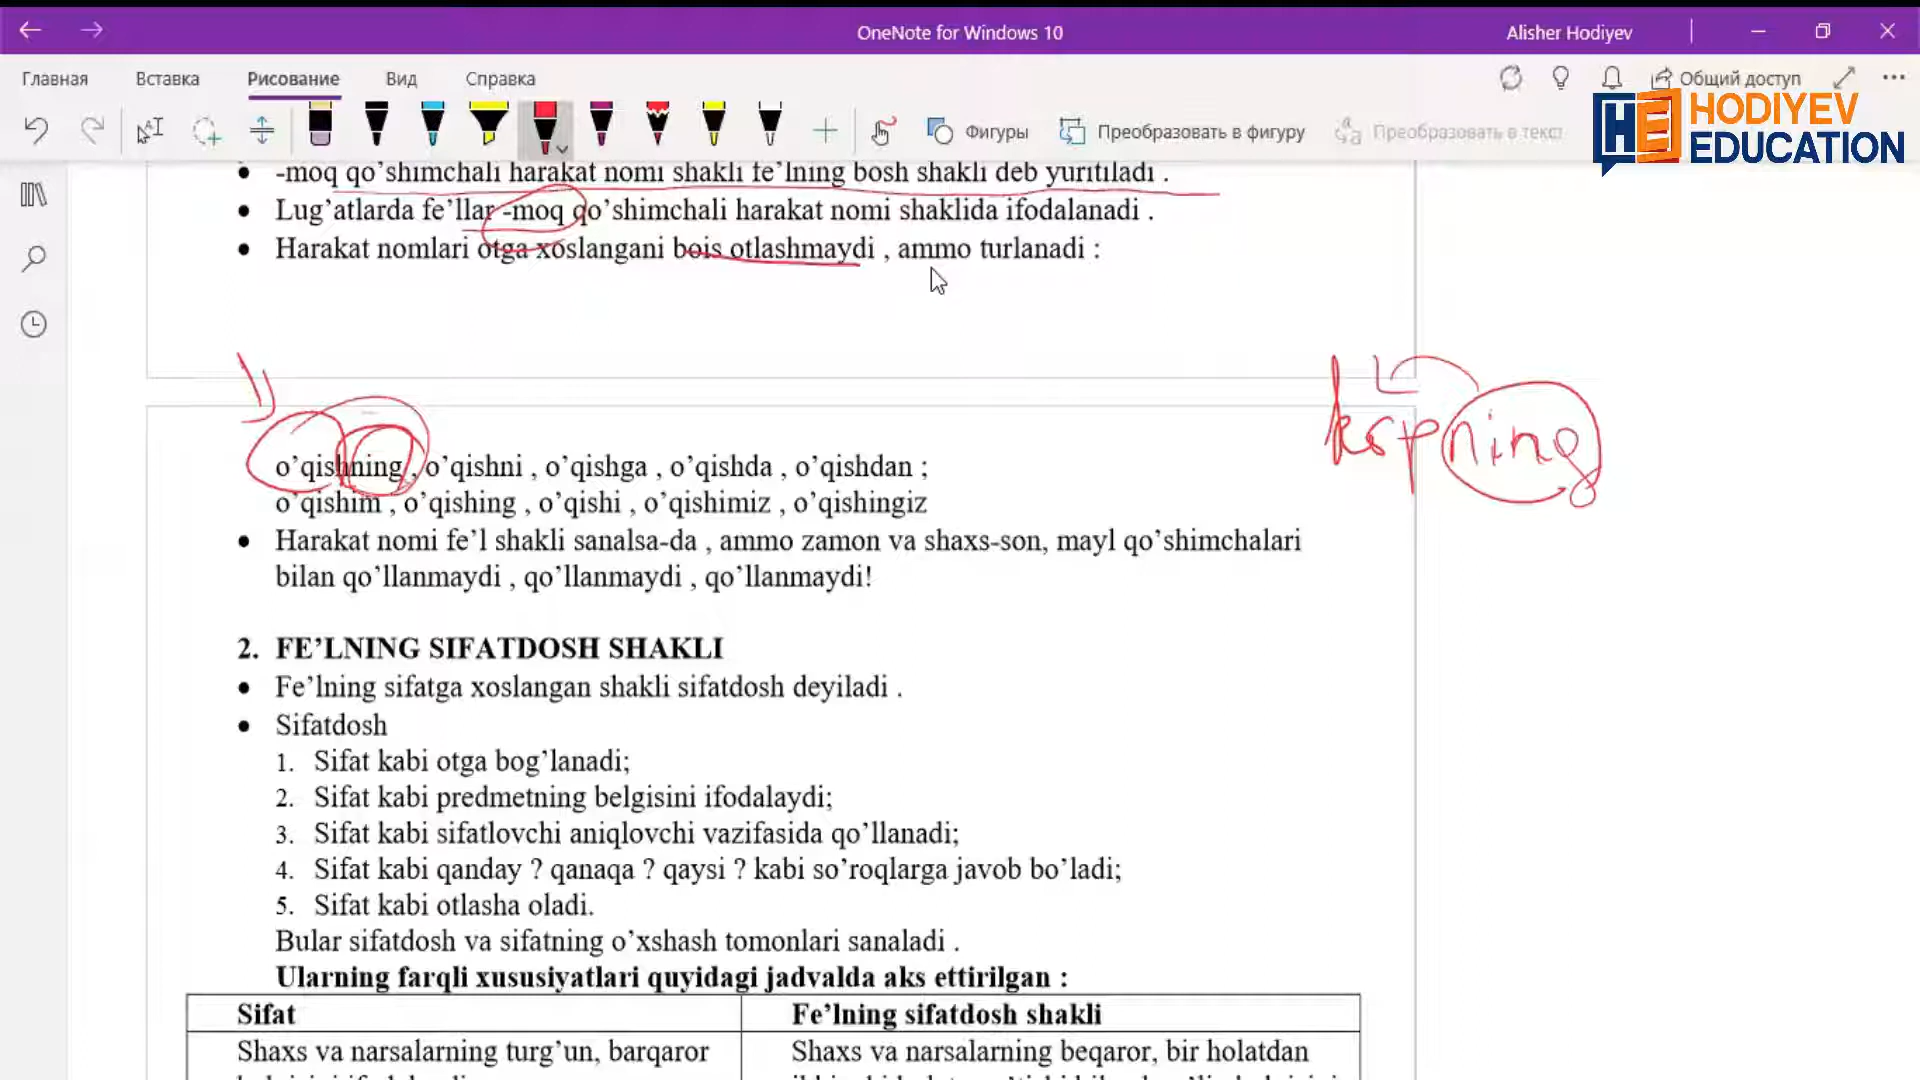 OneNote for Windows 10
Alisher Hodiyev
Главная Вставка Рисование Вид Справка
Общий доступ
Фигуры Преобразовать в фигуру Преобразовать в текст
HODIYEV
EDUCATION
• -moq qo’shimchali harakat nomi shakli fe’lning bosh shakli deb yuritiladi .
• Lug’atlarda fe’llar -moq qo’shimchali harakat nomi shaklida ifodalanadi .
• Harakat nomlari otga xoslangani bois otlashmaydi , ammo turlanadi :
ning
o’qishning , o’qishni , o’qishga , o’qishda , o’qishdan ;
o’qishim , o’qishing , o’qishi , o’qishimiz , o’qishingiz
• Harakat nomi fe’l shakli sanalsa-da , ammo zamon va shaxs-son, mayl qo’shimchalari
bilan qo’llanmaydi , qo’llanmaydi , qo’llanmaydi!
2. FE’LNING SIFATDOSH SHAKLI
• Fe’lning sifatga xoslangan shakli sifatdosh deyiladi .
• Sifatdosh
1. Sifat kabi otga bog’lanadi;
2. Sifat kabi predmetning belgisini ifodalaydi;
3. Sifat kabi sifatlovchi aniqlovchi vazifasida qo’llanadi;
4. Sifat kabi qanday ? qanaqa ? qaysi ? kabi so’roqlarga javob bo’ladi;
5. Sifat kabi otlasha oladi.
Bular sifatdosh va sifatning o’xshash tomonlari sanaladi .
Ularning farqli xususiyatlari quyidagi jadvalda aks ettirilgan :
Sifat Fe’lning sifatdosh shakli
Shaxs va narsalarning turg’un, barqaror Shaxs va narsalarning beqaror, bir holatdan